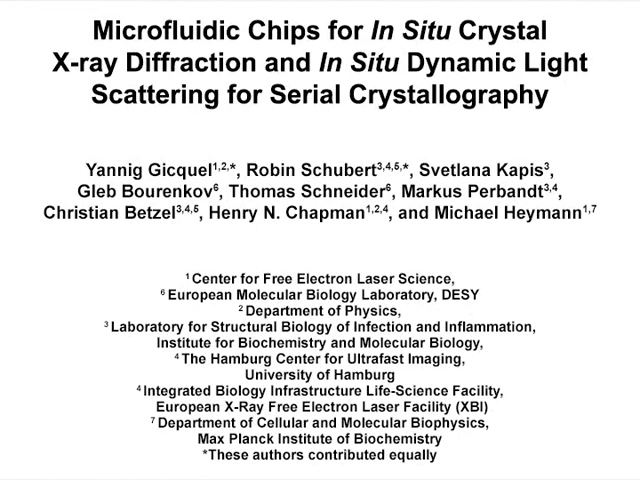 Microfluidic Chips for In Situ Crystal
X-ray Diffraction and In Situ Dynamic Light
Scattering for Serial Crystallography
Yannig Gicquel1,2,*, Robin Schubert3,4,5,*, Svetlana Kapis3,
Gleb Bourenkov6, Thomas Schneider6, Markus Perbandt3,4,
Christian Betzel3,4,5, Henry N. Chapman1,2,4, and Michael Heymann1,7
1 Center for Free Electron Laser Science,
6 European Molecular Biology Laboratory, DESY
2 Department of Physics,
3 Laboratory for Structural Biology of Infection and Inflammation,
Institute for Biochemistry and Molecular Biology,
4 The Hamburg Center for Ultrafast Imaging,
University of Hamburg
4 Integrated Biology Infrastructure Life-Science Facility,
European X-Ray Free Electron Laser Facility (XBI)
7 Department of Cellular and Molecular Biophysics,
Max Planck Institute of Biochemistry
*These authors contributed equally